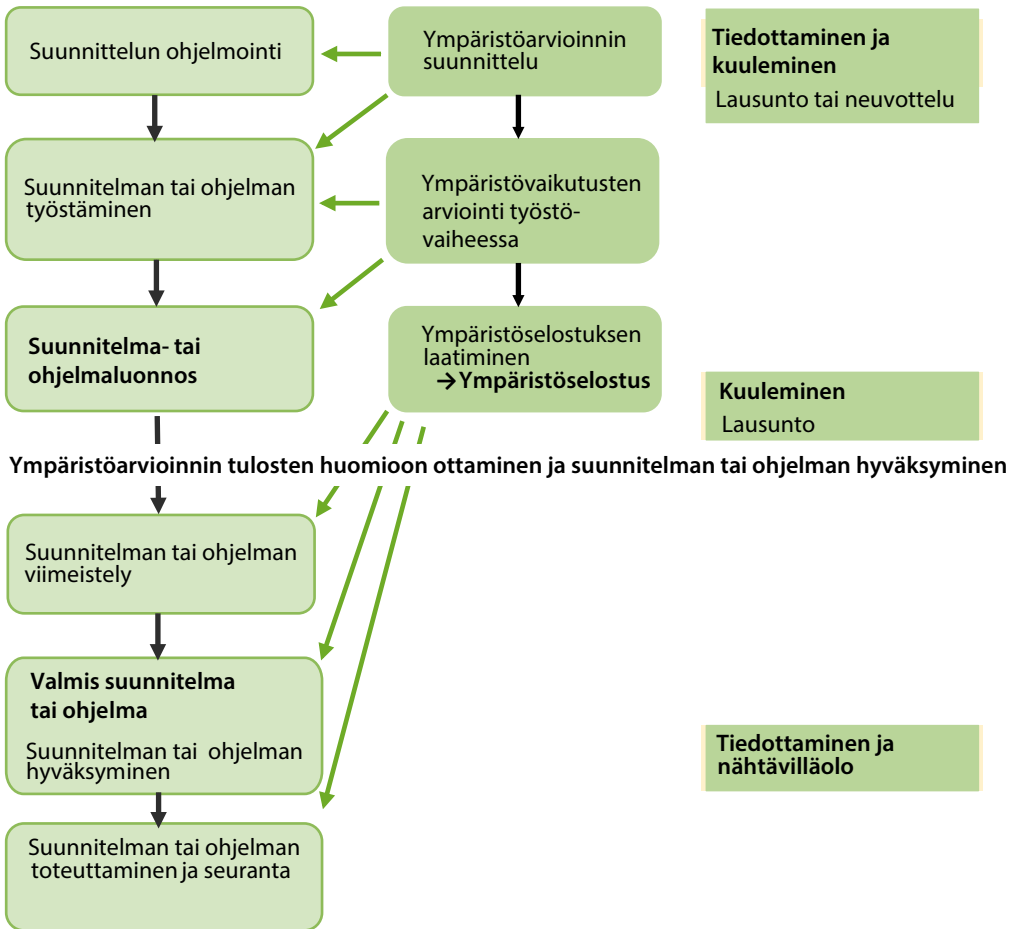 Suunnittelun ohjelmointi
Ympäristöarvioinnin
suunnittelu
Tiedottaminen ja
kuuleminen
Lausunto tai neuvottelu
Suunnitelman tai ohjelman
työstäminen
Ympäristövaikutusten
arviointi työstö-
vaiheessa
Suunnitelma- tai
ohjelmaluonnos
Ympäristöselostuksen
laatiminen
→ Ympäristöselostus
Kuuleminen
Lausunto
Ympäristöarvioinnin tulosten huomioon ottaminen ja suunnitelman tai ohjelman hyväksyminen
Suunnitelman tai ohjelman
viimeistely
Valmis suunnitelma
tai ohjelma
Suunnitelman tai ohjelman
hyväksyminen
Tiedottaminen ja
nähtävilläolo
Suunnitelman tai ohjelman
toteuttaminen ja seuranta